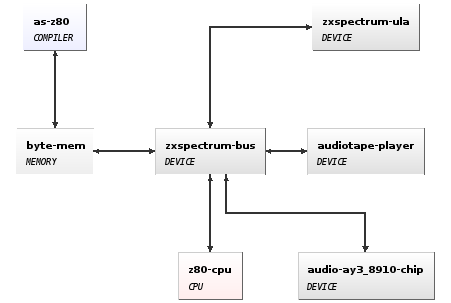 as-z80
COMPILER
zxspectrum-ula
DEVICE
byte-mem
MEMORY
zxspectrum-bus
DEVICE
audiotape-player
DEVICE
z80-cpu
CPU
audio-ay3_8910-chip
DEVICE